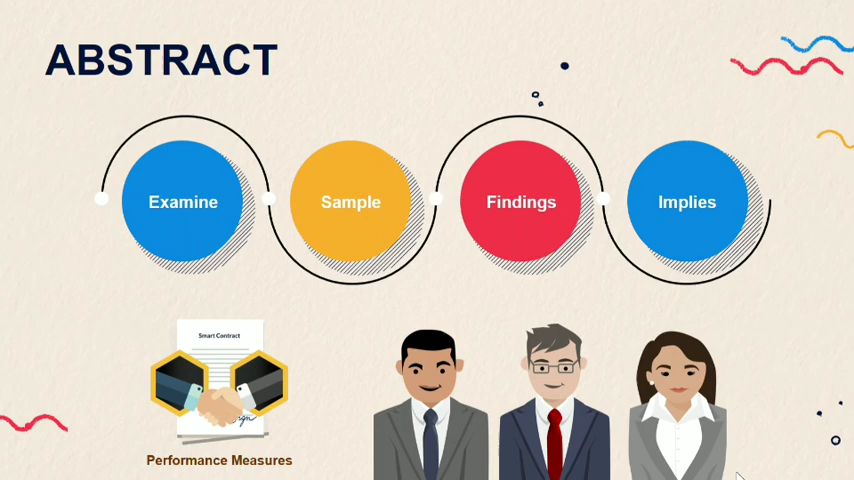 ABSTRACT
Examine
Sample
Findings
Implies
Smart Contract
Performance Measures